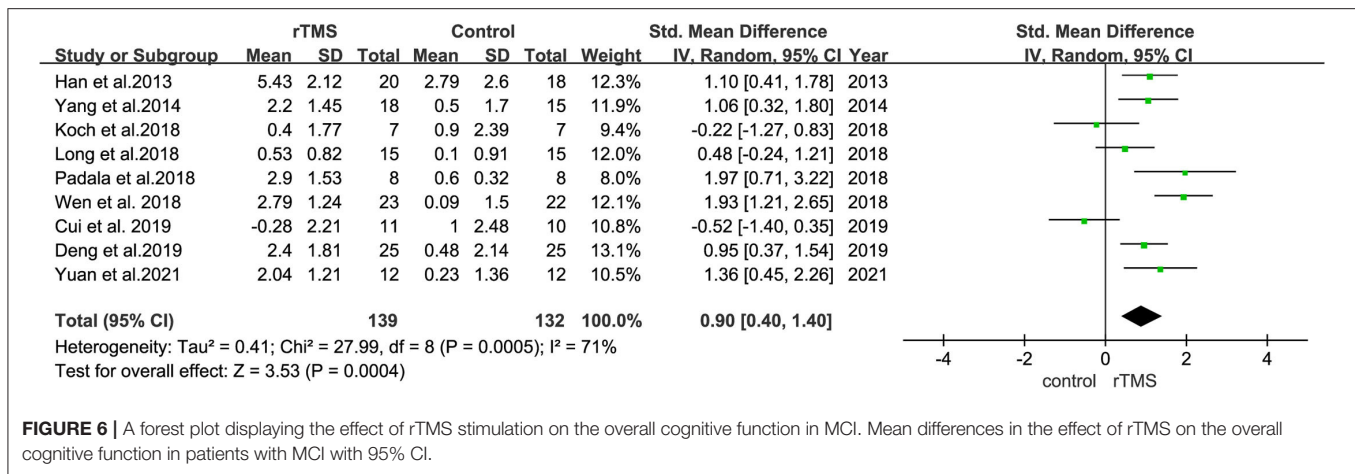 rTMS Control Std. Mean Difference Std. Mean Difference
Study or Subgroup Mean SD Total Mean SD Total Weight IV, Random, 95% CI Year IV, Random, 95% CI
Han et al.2013 5.43 2.12 20 2.79 2.6 18 12.3% 1.10 [0.41, 1.78] 2013
Yang et al.2014 2.2 1.45 18 0.5 1.7 15 11.9% 1.06 [0.32, 1.80] 2014
Koch et al.2018 0.4 1.77 7 0.9 2.39 7 9.4% -0.22 [-1.27, 0.83] 2018
Long et al.2018 0.53 0.82 15 0.1 0.91 15 12.0% 0.48 [-0.24, 1.21] 2018
Padala et al.2018 2.9 1.53 8 0.6 0.32 8 8.0% 1.97 [0.71, 3.22] 2018
Wen et al. 2018 2.79 1.24 23 0.09 1.5 22 12.1% 1.93 [1.21, 2.65] 2018
Cui et al. 2019 -0.28 2.21 11 1 2.48 10 10.8% -0.52 [-1.40, 0.35] 2019
Deng et al.2019 2.4 1.81 25 0.48 2.14 25 13.1% 0.95 [0.37, 1.54] 2019
Yuan et al.2021 2.04 1.21 12 0.23 1.36 12 10.5% 1.36 [0.45, 2.26] 2021
Total (95% CI) 139 132 100.0% 0.90 [0.40, 1.40]
Heterogeneity: Tau² = 0.41; Chi² = 27.99, df = 8 (P = 0.0005); I² = 71%
Test for overall effect: Z = 3.53 (P = 0.0004)
-4 -2 0 2 4
control rTMS
FIGURE 6 | A forest plot displaying the effect of rTMS stimulation on the overall cognitive function in MCI. Mean differences in the effect of rTMS on the overall
cognitive function in patients with MCI with 95% CI.